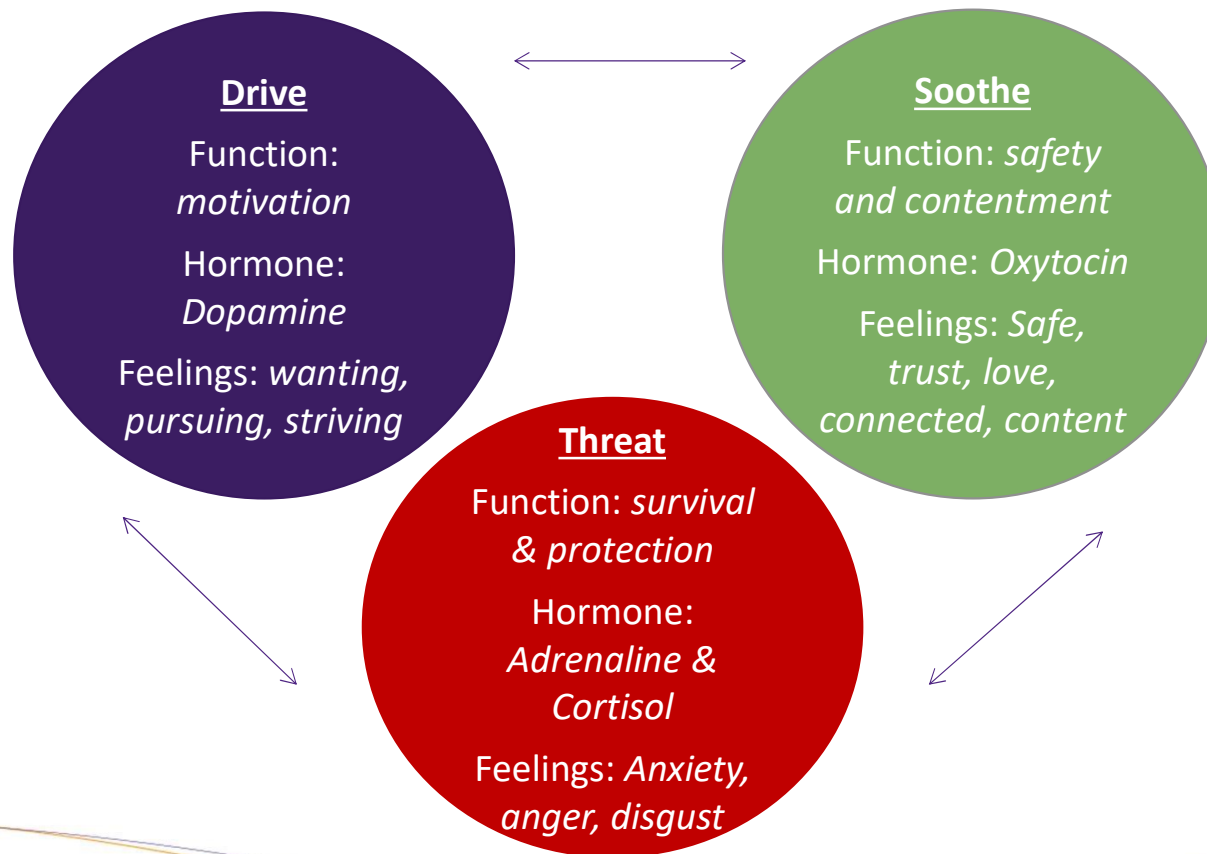 Drive
Function:
motivation
Hormone:
Dopamine
Feelings: wanting,
pursuing, striving
Soothe
Function: safety
and contentment
Hormone: Oxytocin
Feelings: Safe,
trust, love,
connected, content
Threat
Function: survival
& protection
Hormone:
Adrenaline &
Cortisol
Feelings: Anxiety,
anger, disgust